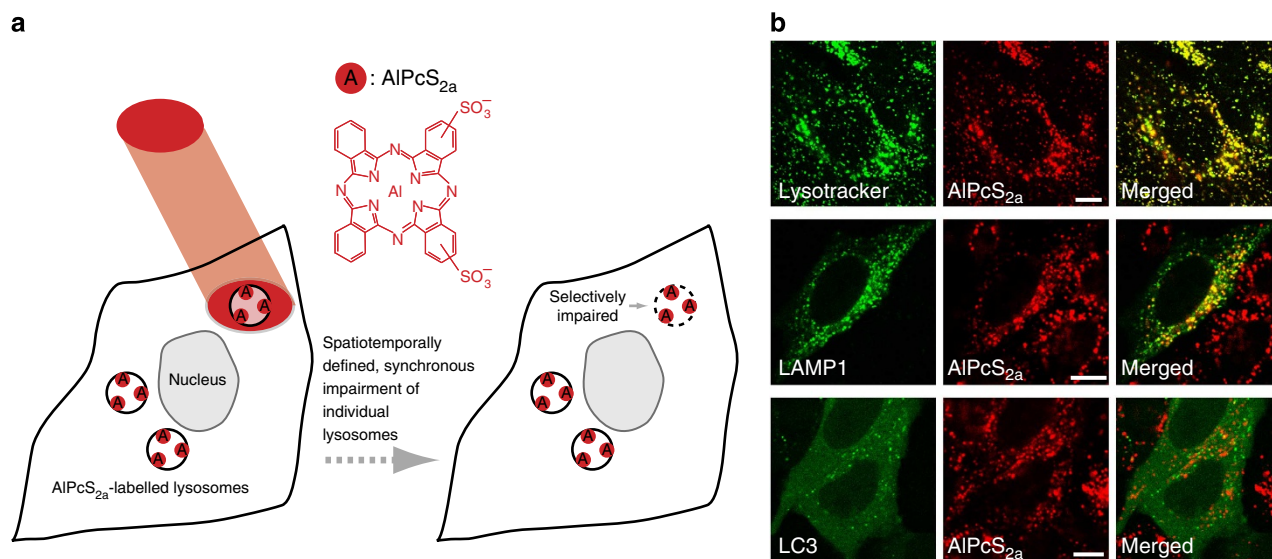 a
A : AlPcS2a
SO3−
N
N
N
N
Al
N
N
N
N
SO3−
A
A
A
Nucleus
A
A
A
A
A
A
AlPcS2a-labelled lysosomes
Spatiotemporally
defined, synchronous
impairment of
individual
lysosomes
Selectively
impaired
A
A
A
A
A
A
A
A
A
b
Lysotracker
AlPcS2a
Merged
LAMP1
AlPcS2a
Merged
LC3
AlPcS2a
Merged